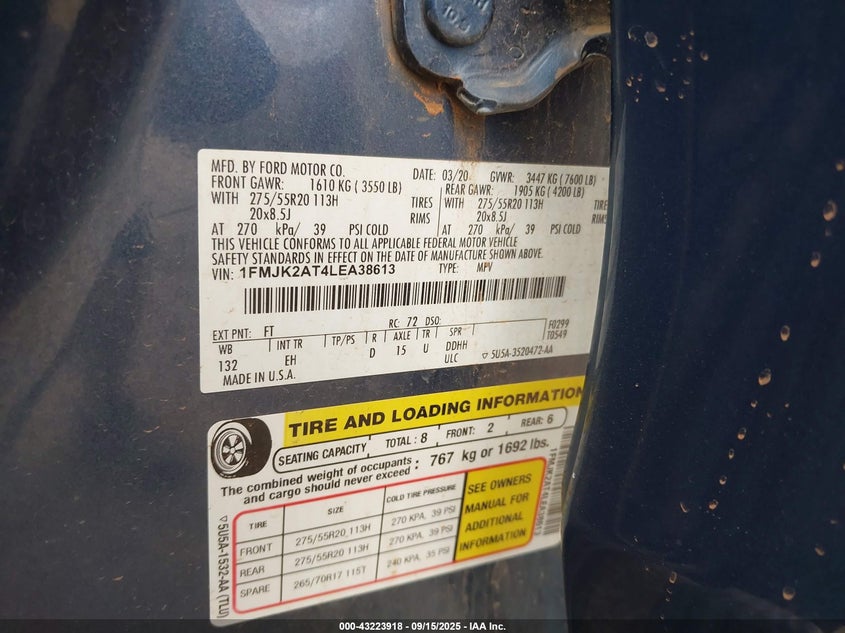 MFD. BY FORD MOTOR CO.
DATE: 03/20 GVWR: 3447 KG ( 7600 LB)
FRONT GAWR: 1610 KG ( 3550 LB) REAR GAWR: 1905 KG ( 4200 LB)
WITH 275/55R20 113H TIRES WITH 275/55R20 113H TIRE
20x8.5J RIMS 20x8.5J RIMS
AT 270 kPa/ 39 PSI COLD AT 270 kPa/ 39 PSI COLD
THIS VEHICLE CONFORMS TO ALL APPLICABLE FEDERAL MOTOR VEHICLE
SAFETY STANDARDS IN EFFECT ON THE DATE OF MANUFACTURE SHOWN ABOVE.
VIN: 1FMJK2AT4LEA38613 TYPE: MPV
EXT PNT: FT RC: 72 DSO:
WB INT TR TP/PS R AXLE TR SPR F0299
132 EH D 15 U DDHH T0549
ULC ▽ 5U5A-3520472-AA
MADE IN U.S.A.
TIRE AND LOADING INFORMATION
SEATING CAPACITY TOTAL : 8 FRONT: 2 REAR: 6
The combined weight of occupants and cargo should never exceed : 767 kg or 1692 lbs.
TIRE SIZE COLD TIRE PRESSURE
FRONT 275/55R20 113H 270 KPA, 39 PSI
REAR 275/55R20 113H 270 KPA, 39 PSI
SPARE 265/70R17 115T 240 KPA, 35 PSI
SEE OWNERS
MANUAL FOR
ADDITIONAL
INFORMATION
▽5U5A-1532-AA (TLU)
1FMJK2AT4LEA38613
000-43223918 - 09/15/2025 - IAA Inc.